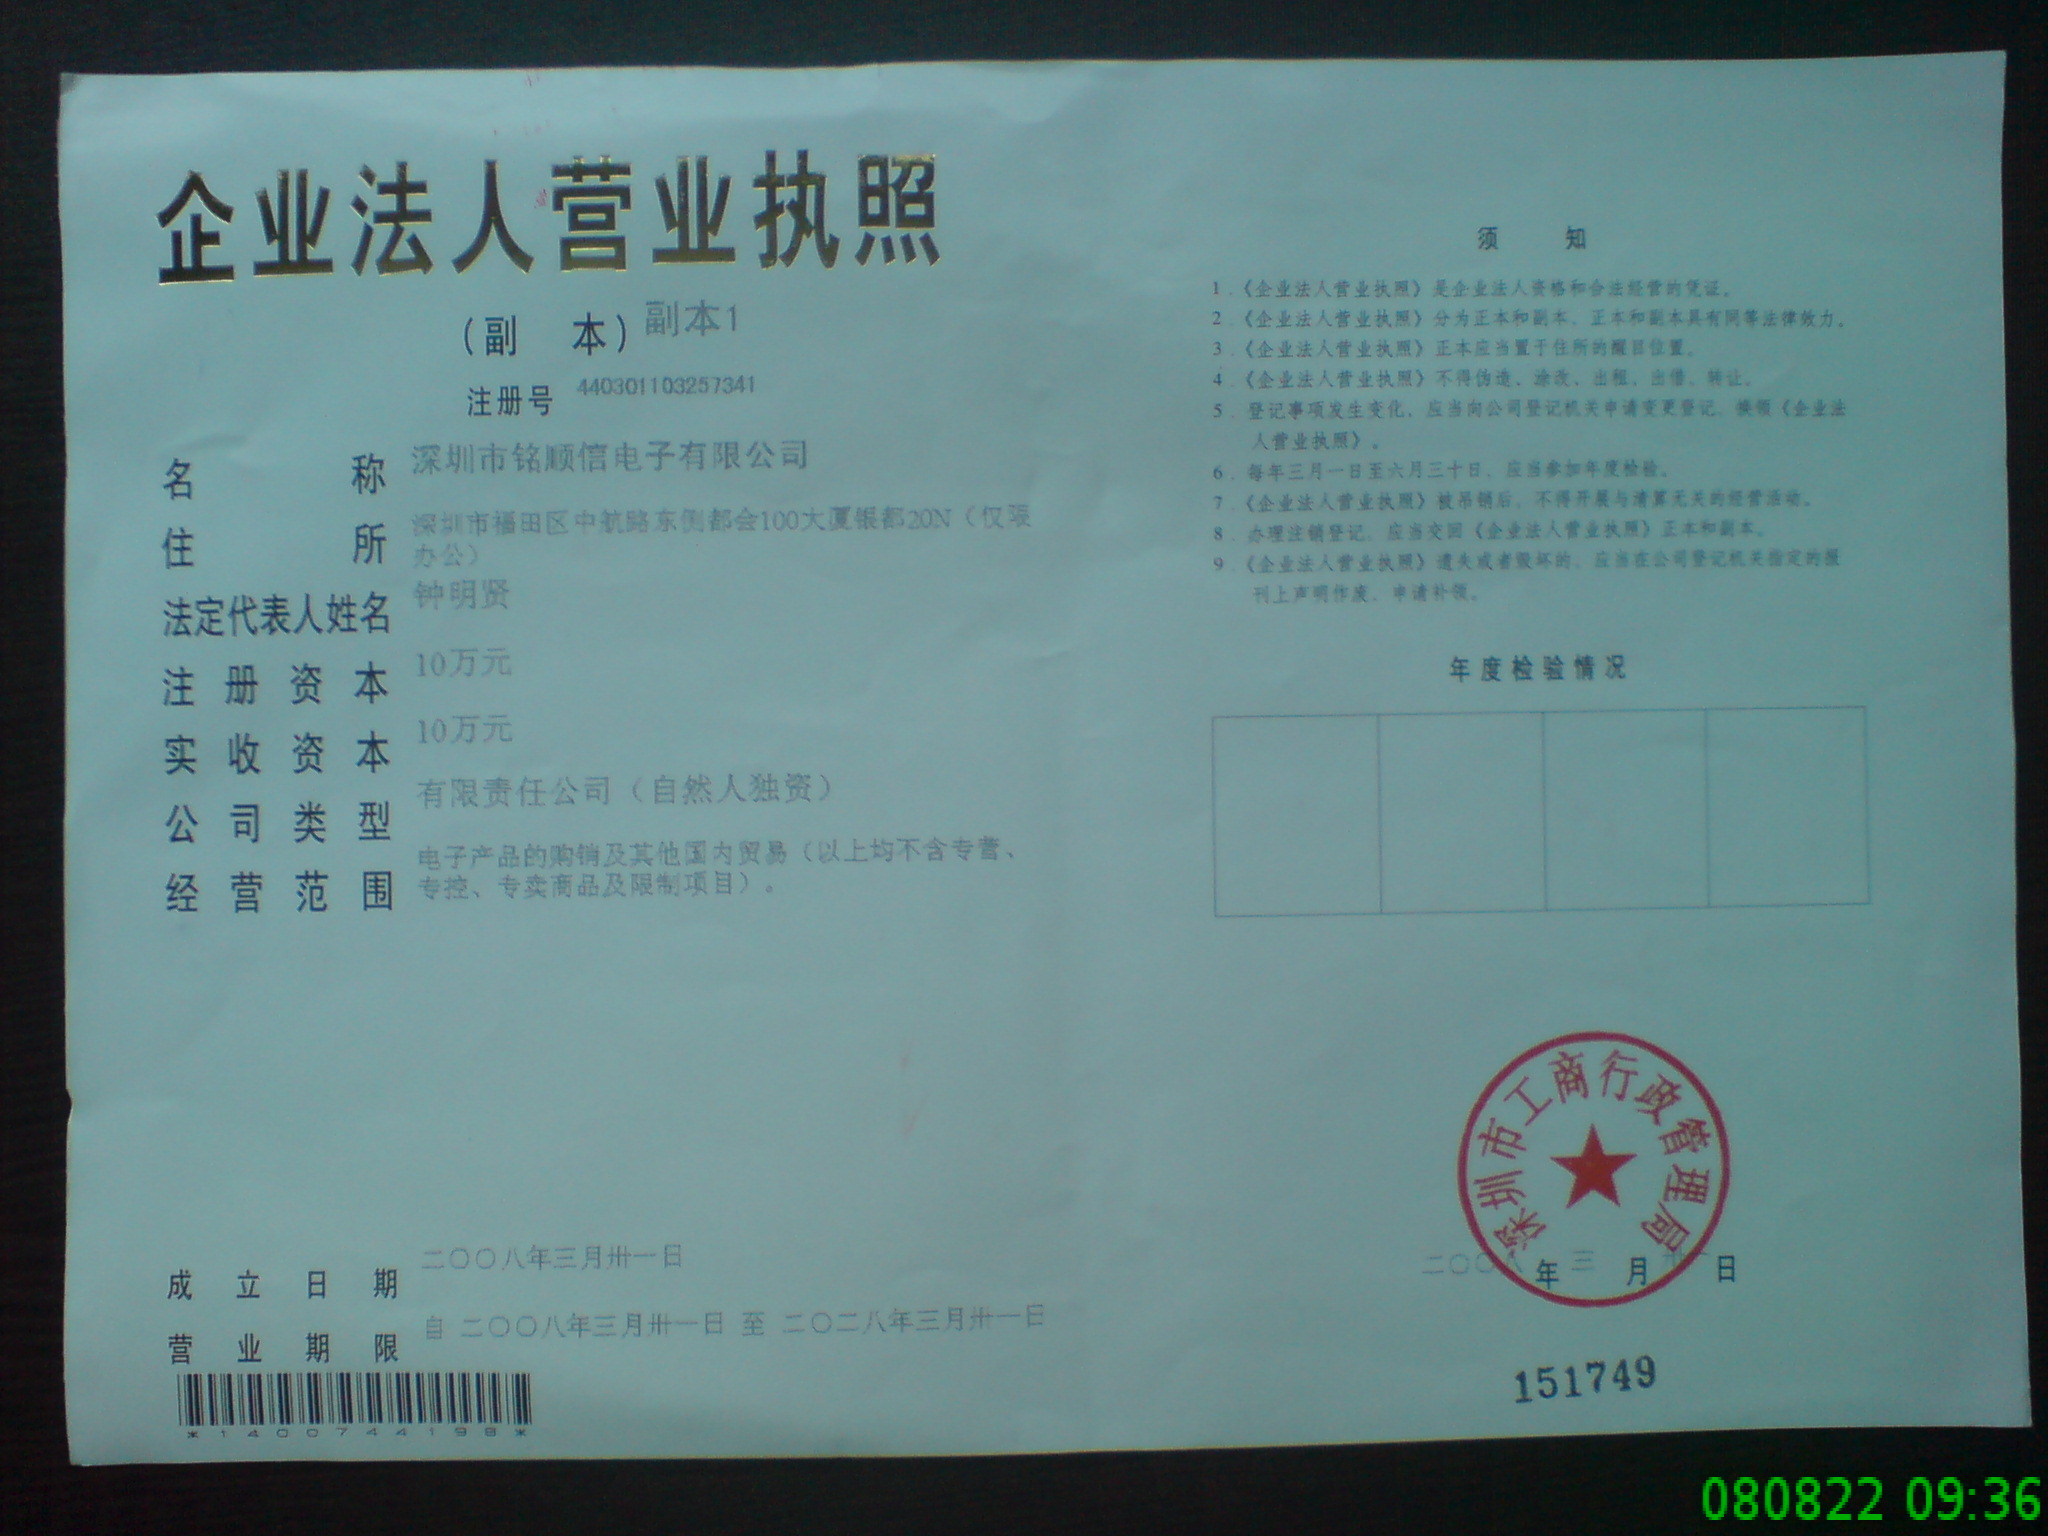 企业法人营业执照
（副 本） 副本1
注册号 440301103257341
名称 深圳市铭顺信电子有限公司
住所 深圳市福田区中航路东侧都会100大厦银都20N（仅限
办公）
法定代表人姓名 钟明贤
注册资本 10万元
实收资本 10万元
公司类型 有限责任公司（自然人独资）
经营范围 电子产品的购销及其他国内贸易（以上均不含专营、
专控、专卖商品及限制项目）。
成立日期 二〇〇八年三月卅一日
营业期限 自 二〇〇八年三月卅一日 至 二〇二八年三月卅一日
*1400744198*
须 知
1．《企业法人营业执照》是企业法人资格和合法经营的凭证。
2．《企业法人营业执照》分为正本和副本，正本和副本具有同等法律效力。
3．《企业法人营业执照》正本应当置于住所的醒目位置。
4．《企业法人营业执照》不得伪造、涂改、出租、出借、转让。
5．登记事项发生变化，应当向公司登记机关申请变更登记，换领《企业法
人营业执照》。
6．每年三月一日至六月三十日，应当参加年度检验。
7．《企业法人营业执照》被吊销后，不得开展与清算无关的经营活动。
8．办理注销登记，应当交回《企业法人营业执照》正本和副本。
9．《企业法人营业执照》遗失或者毁坏的，应当在公司登记机关指定的报
刊上声明作废，申请补领。
年度检验情况
深圳市工商行政管理局
二〇〇八年三月卅一日
151749
080822 09:36